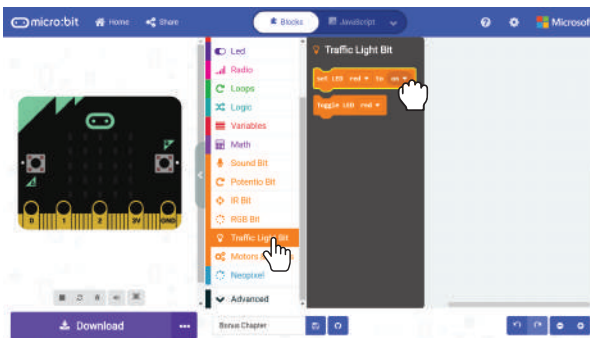 micro:bit Home Share Blocks JavaScript Microsof
Led
Radio
Loops
Logic
Variables
Math
Sound Bit
Potentio Bit
IR Bit
RGB Bit
Traffic Light Bit
Motors
Neopixel
Advanced
Traffic Light Bit
set LED red to on
Toggle LED red
0 1 2 3V GND
Download
Bonus Chapter